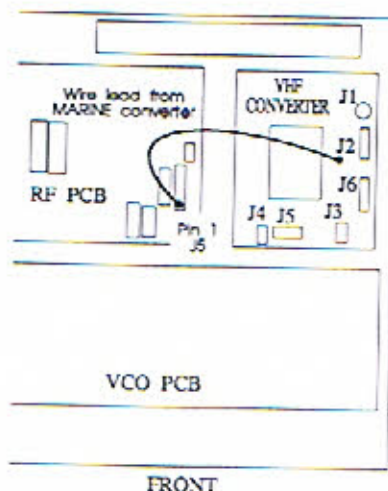 Wire lead from
MARINE converter
VHF
CONVERTER
J1
J2
J6
RF PCB
Pin 1
J5
J4
J5
J3
VCO PCB
FRONT